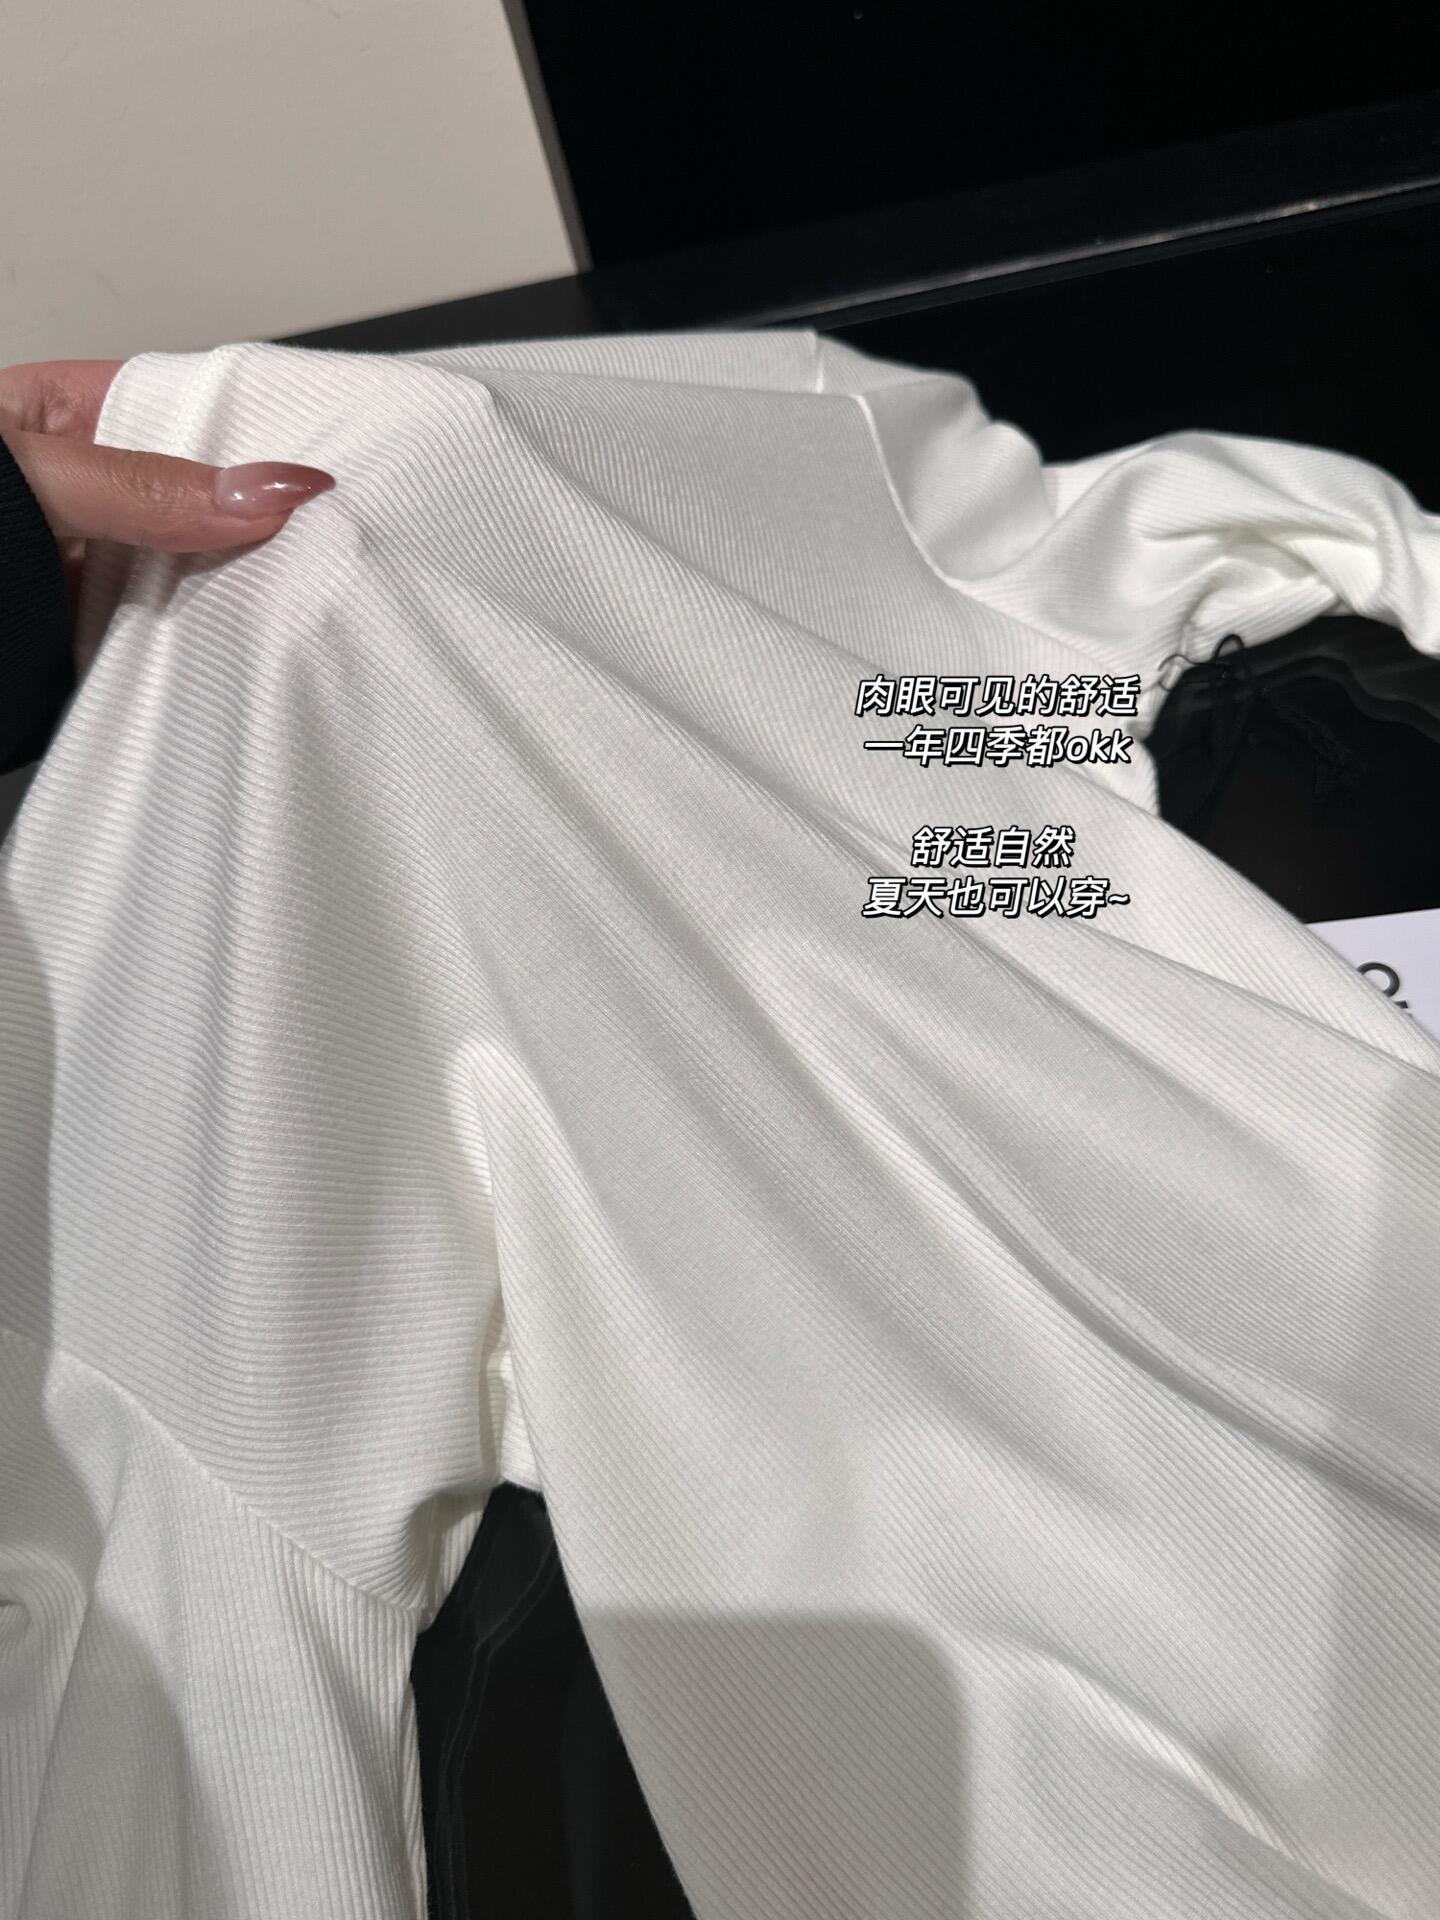 肉眼可见的舒适
一年四季都okk
舒适自然
夏天也可以穿~